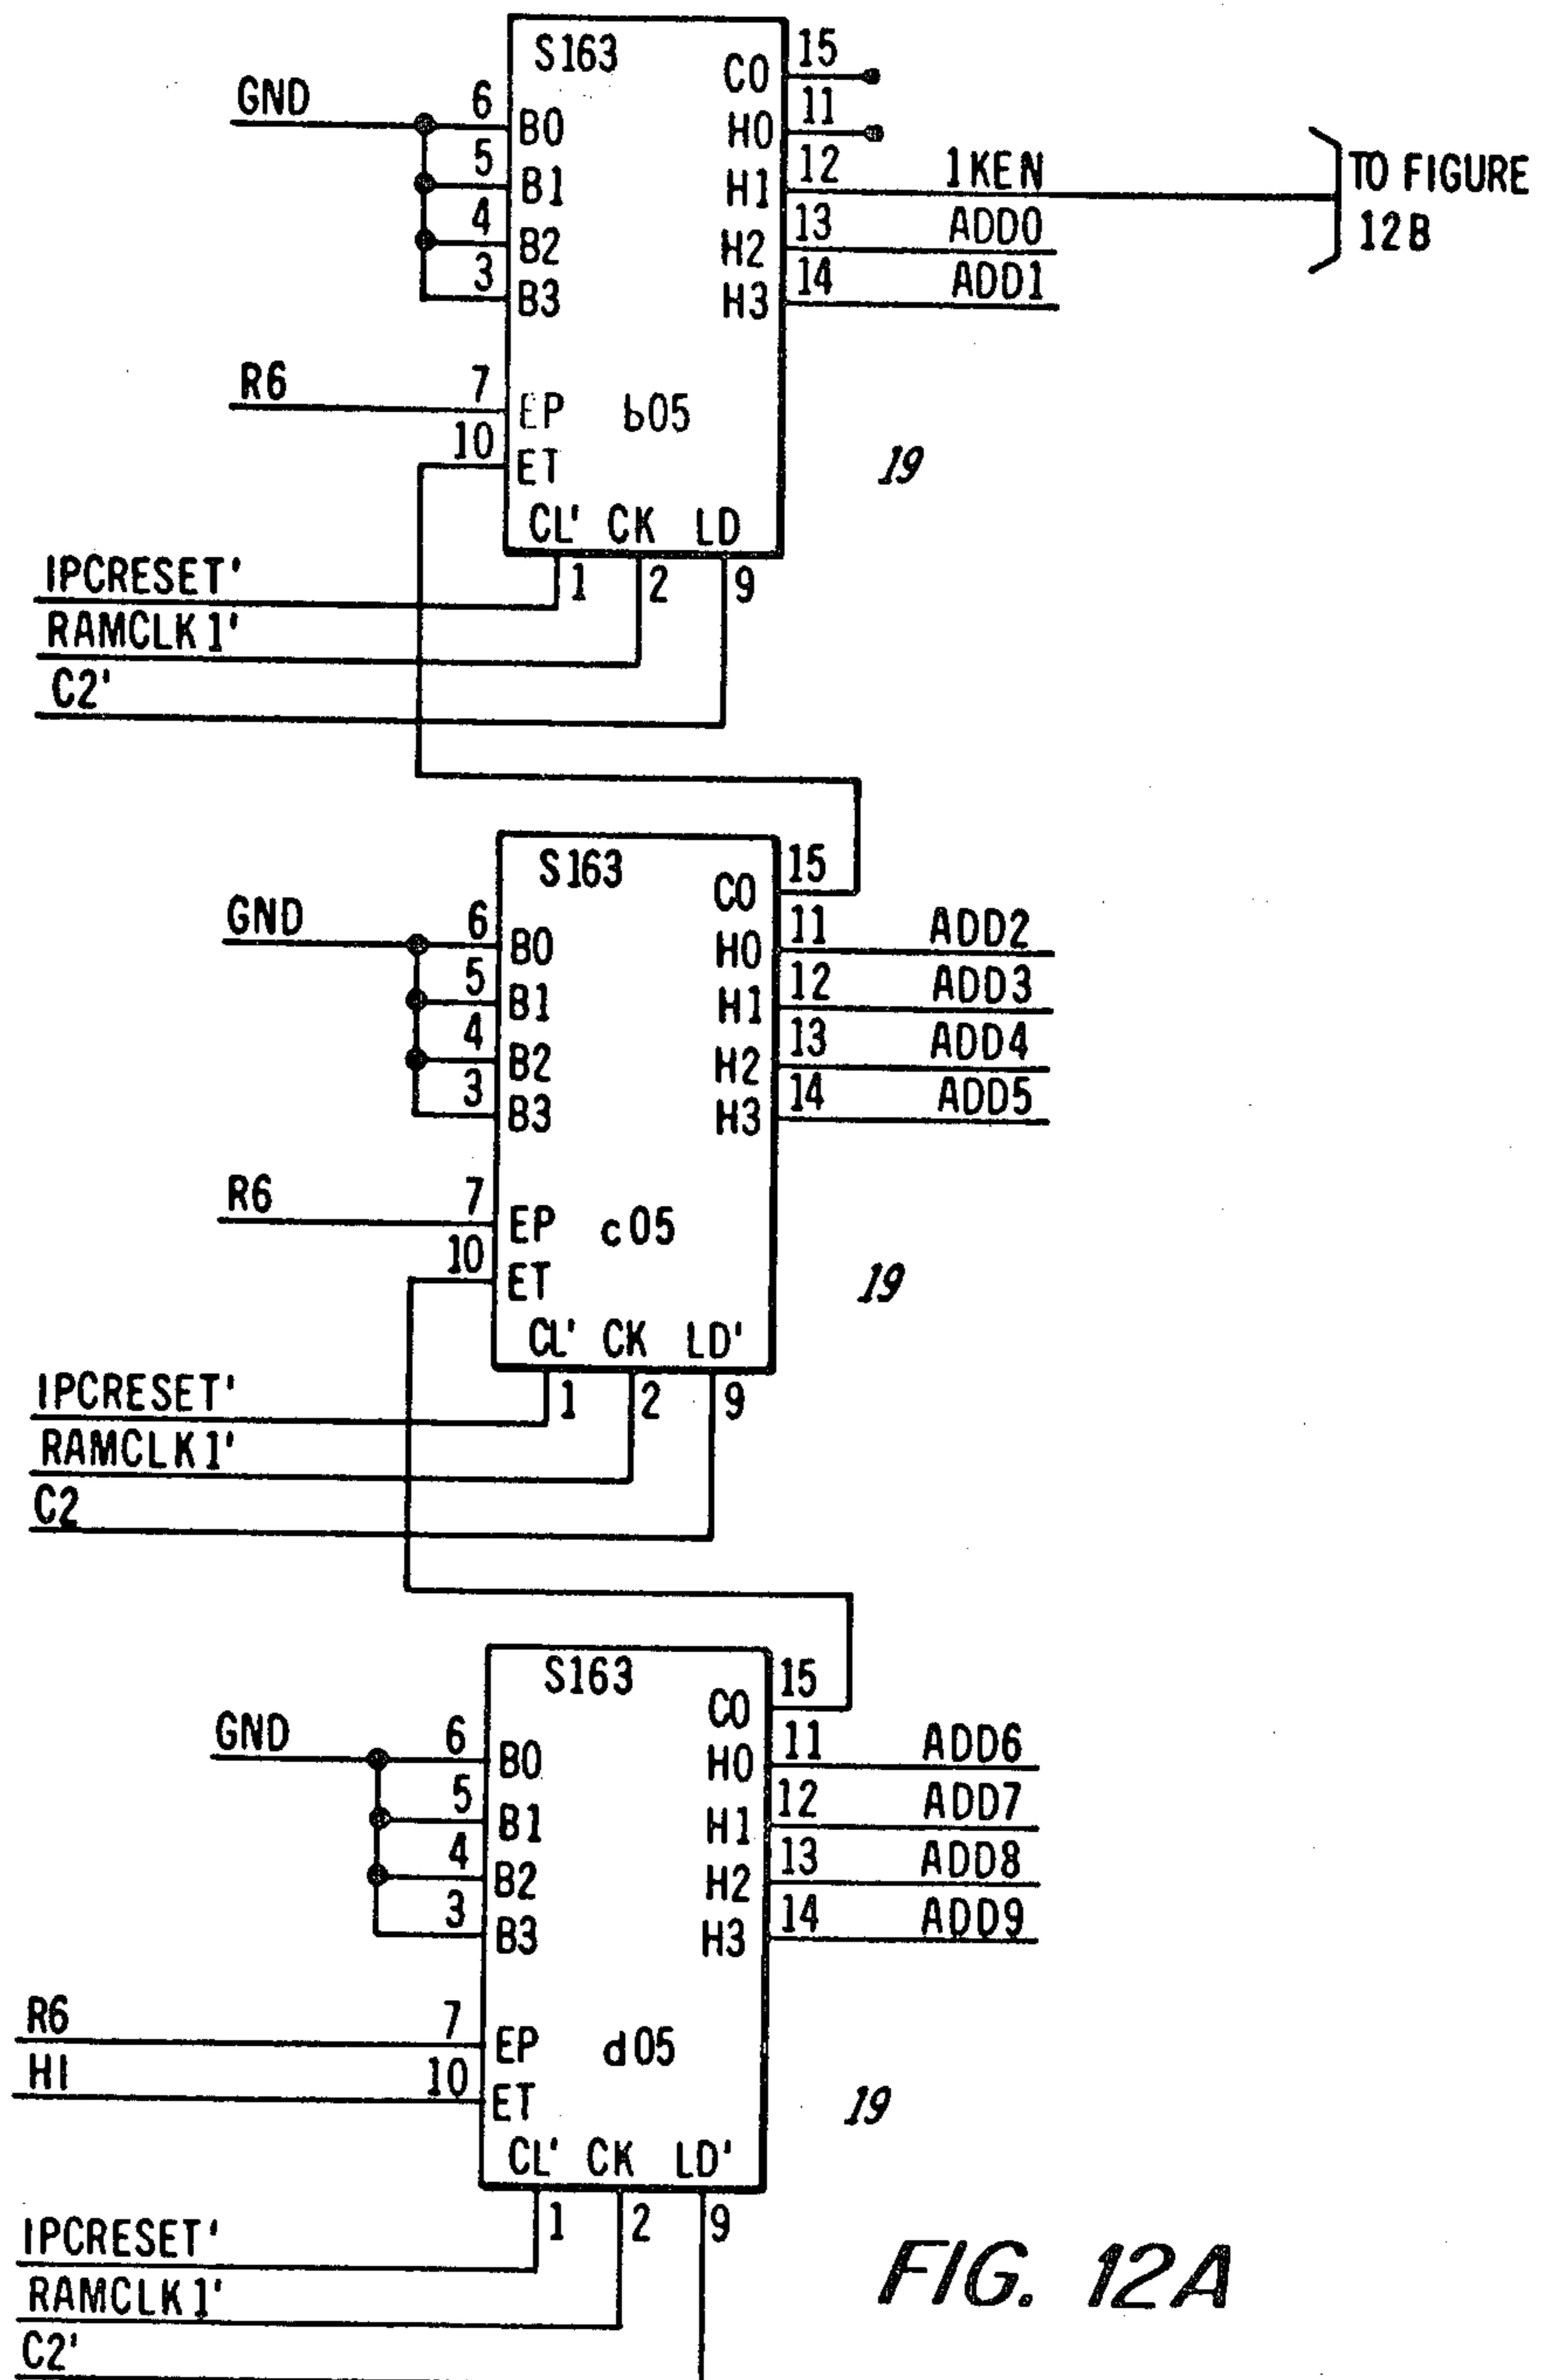 S163
CO 15
GND 6 B0 H0 11
5 B1 H1 12 1KEN TO FIGURE
4 B2 H2 13 ADD0 12B
3 B3 H3 14 ADD1
R6 7 EP b05
10 ET 19
CL' CK LD
IPCRESET' 1 2 9
RAMCLK1'
C2'
S163
CO 15
GND 6 B0 H0 11 ADD2
5 B1 H1 12 ADD3
4 B2 H2 13 ADD4
3 B3 H3 14 ADD5
R6 7 EP c05
10 ET 19
CL' CK LD'
IPCRESET' 1 2 9
RAMCLK1'
C2
S163
CO 15
GND 6 B0 H0 11 ADD6
5 B1 H1 12 ADD7
4 B2 H2 13 ADD8
3 B3 H3 14 ADD9
R6 7 EP d05
HI 10 ET 19
CL' CK LD'
IPCRESET' 1 2 9
RAMCLK1'
C2'
FIG. 12A